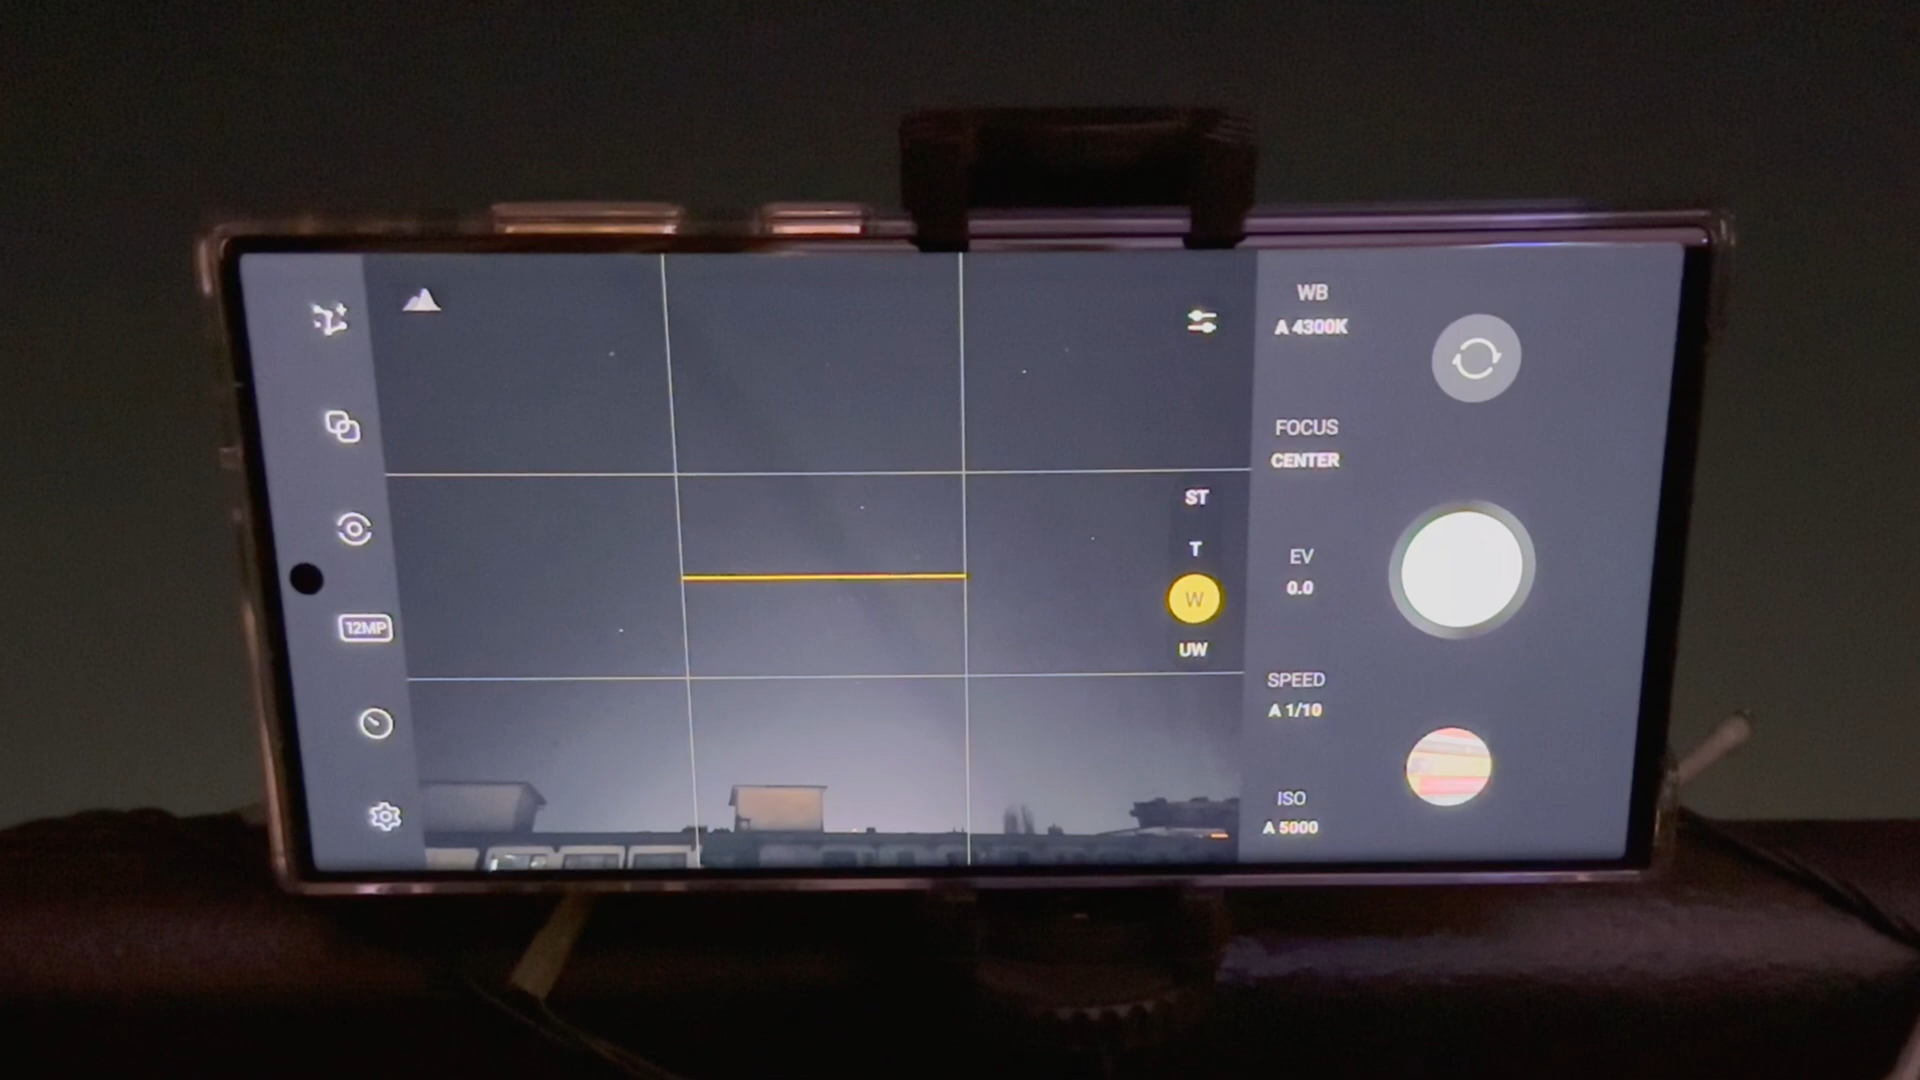 12MP
ST
T
W
UW
WB
A 4300K
FOCUS
CENTER
EV
0.0
SPEED
A 1/10
ISO
A 5000